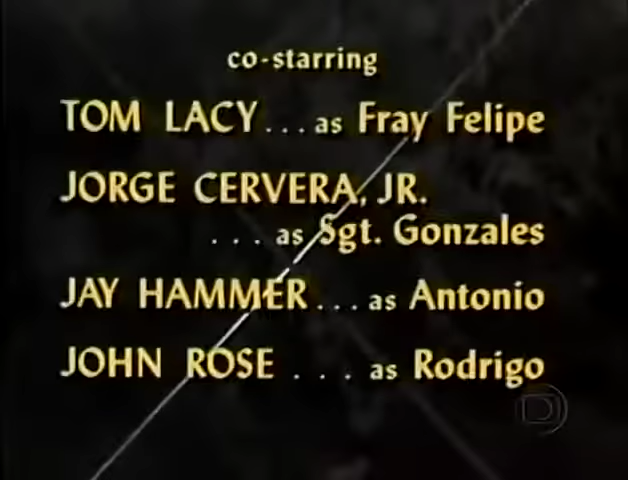 co-starring
TOM LACY... as Fray Felipe
JORGE CERVERA, JR.
... as Sgt. Gonzales
JAY HAMMER... as Antonio
JOHN ROSE ... as Rodrigo